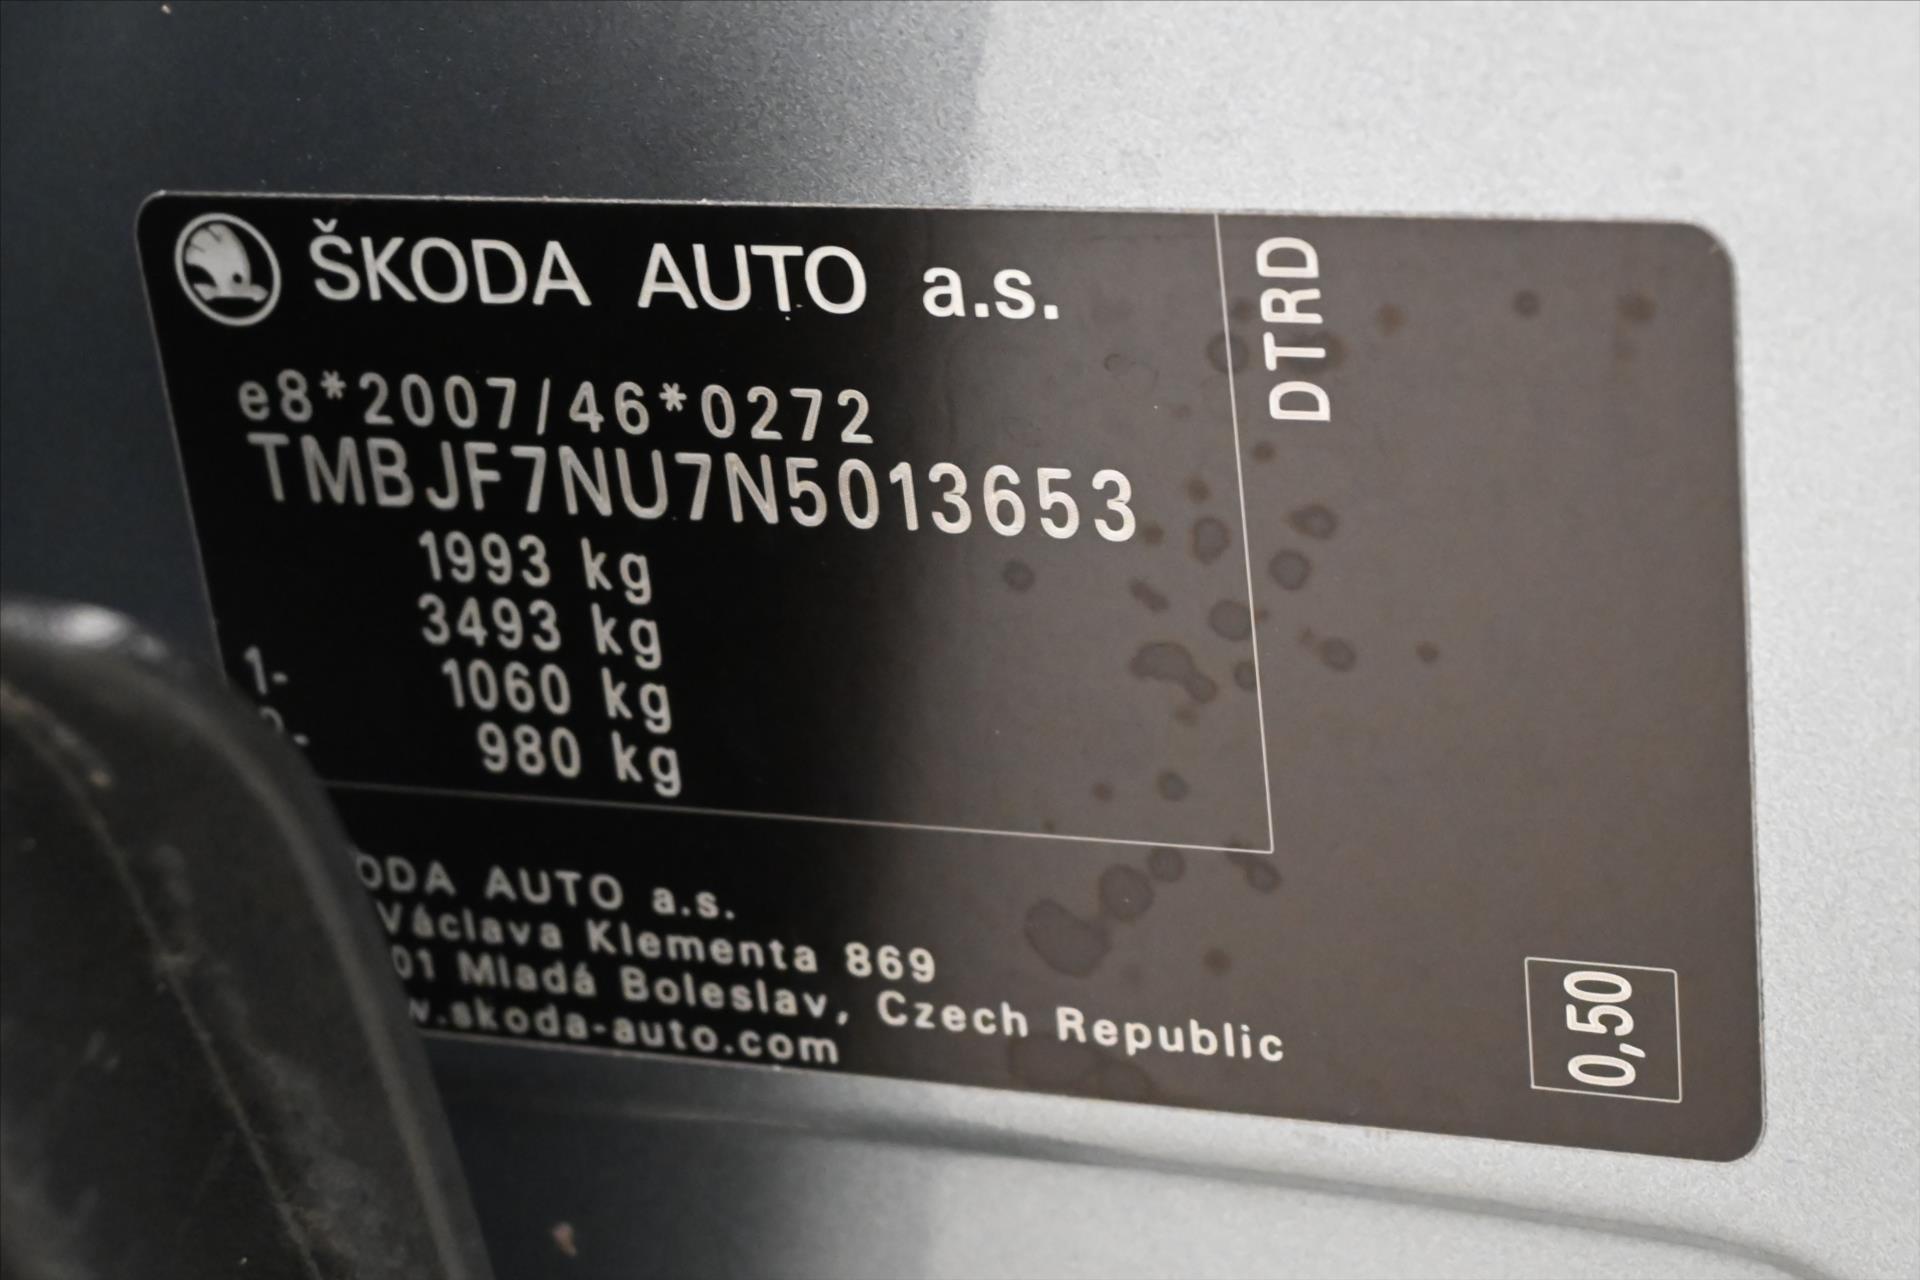 ŠKODA AUTO a.s.
DTRD
e8*2007/46*0272
TMBJF7NU7N5013653
1993 kg
3493 kg
1- 1060 kg
980 kg
ODA AUTO a.s.
Václava Klementa 869
01 Mladá Boleslav, Czech Republic
w.skoda-auto.com
0,50